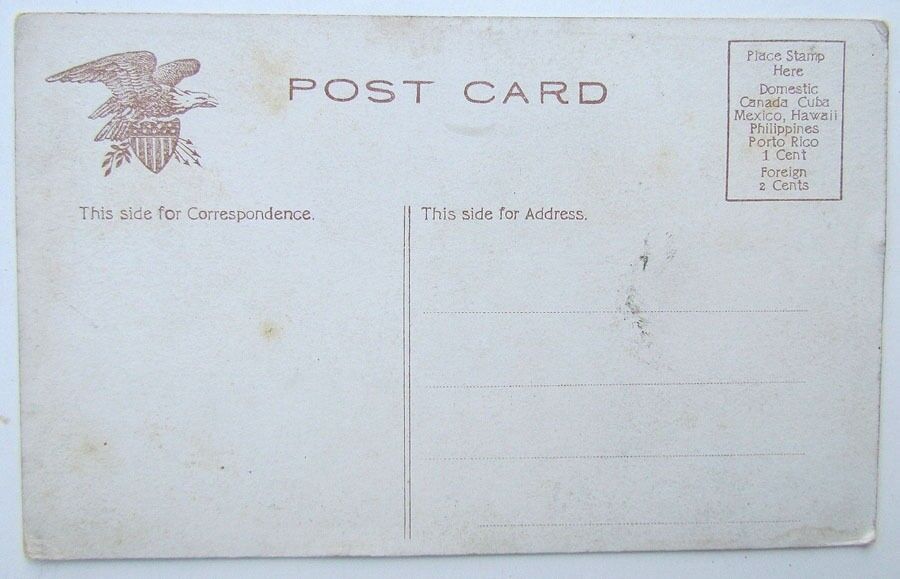 POST CARD
Place Stamp
Here
Domestic
Canada Cuba
Mexico, Hawaii
Philippines
Porto Rico
1 Cent
Foreign
2 Cents
This side for Correspondence.
This side for Address.